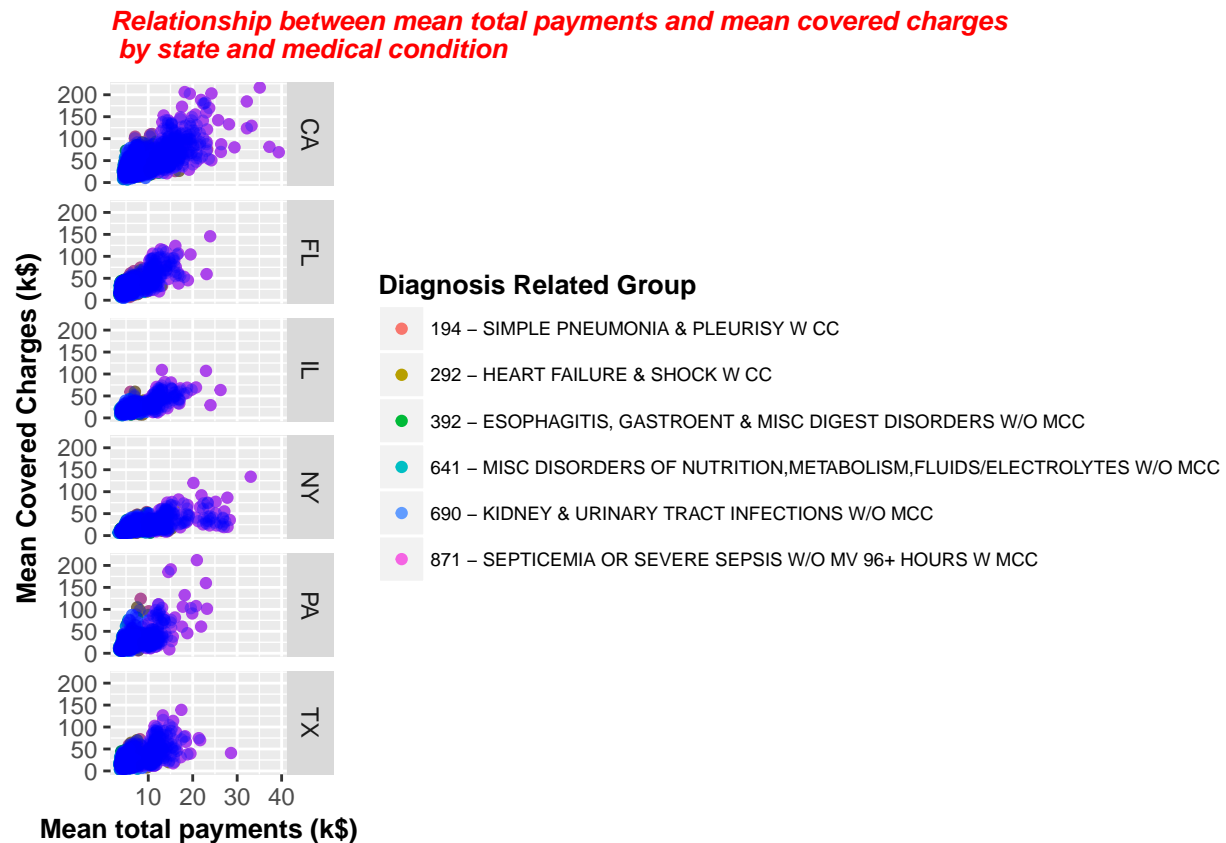 Relationship between mean total payments and mean covered charges
by state and medical condition
Mean Covered Charges (k$)
200
150
100
50
0
CA
200
150
100
50
0
FL
200
150
100
50
0
IL
200
150
100
50
0
NY
200
150
100
50
0
PA
200
150
100
50
0
TX
10 20 30 40
Mean total payments (k$)
Diagnosis Related Group
194 – SIMPLE PNEUMONIA & PLEURISY W CC
292 – HEART FAILURE & SHOCK W CC
392 – ESOPHAGITIS, GASTROENT & MISC DIGEST DISORDERS W/O MCC
641 – MISC DISORDERS OF NUTRITION,METABOLISM,FLUIDS/ELECTROLYTES W/O MCC
690 – KIDNEY & URINARY TRACT INFECTIONS W/O MCC
871 – SEPTICEMIA OR SEVERE SEPSIS W/O MV 96+ HOURS W MCC